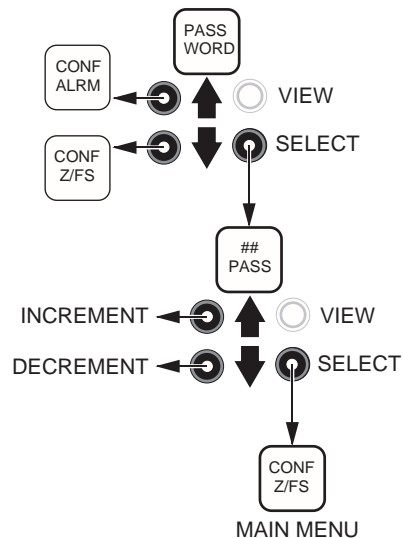 PASS
WORD
CONF
ALRM
VIEW
CONF
Z/FS
SELECT
##
PASS
INCREMENT
VIEW
DECREMENT
SELECT
CONF
Z/FS
MAIN MENU